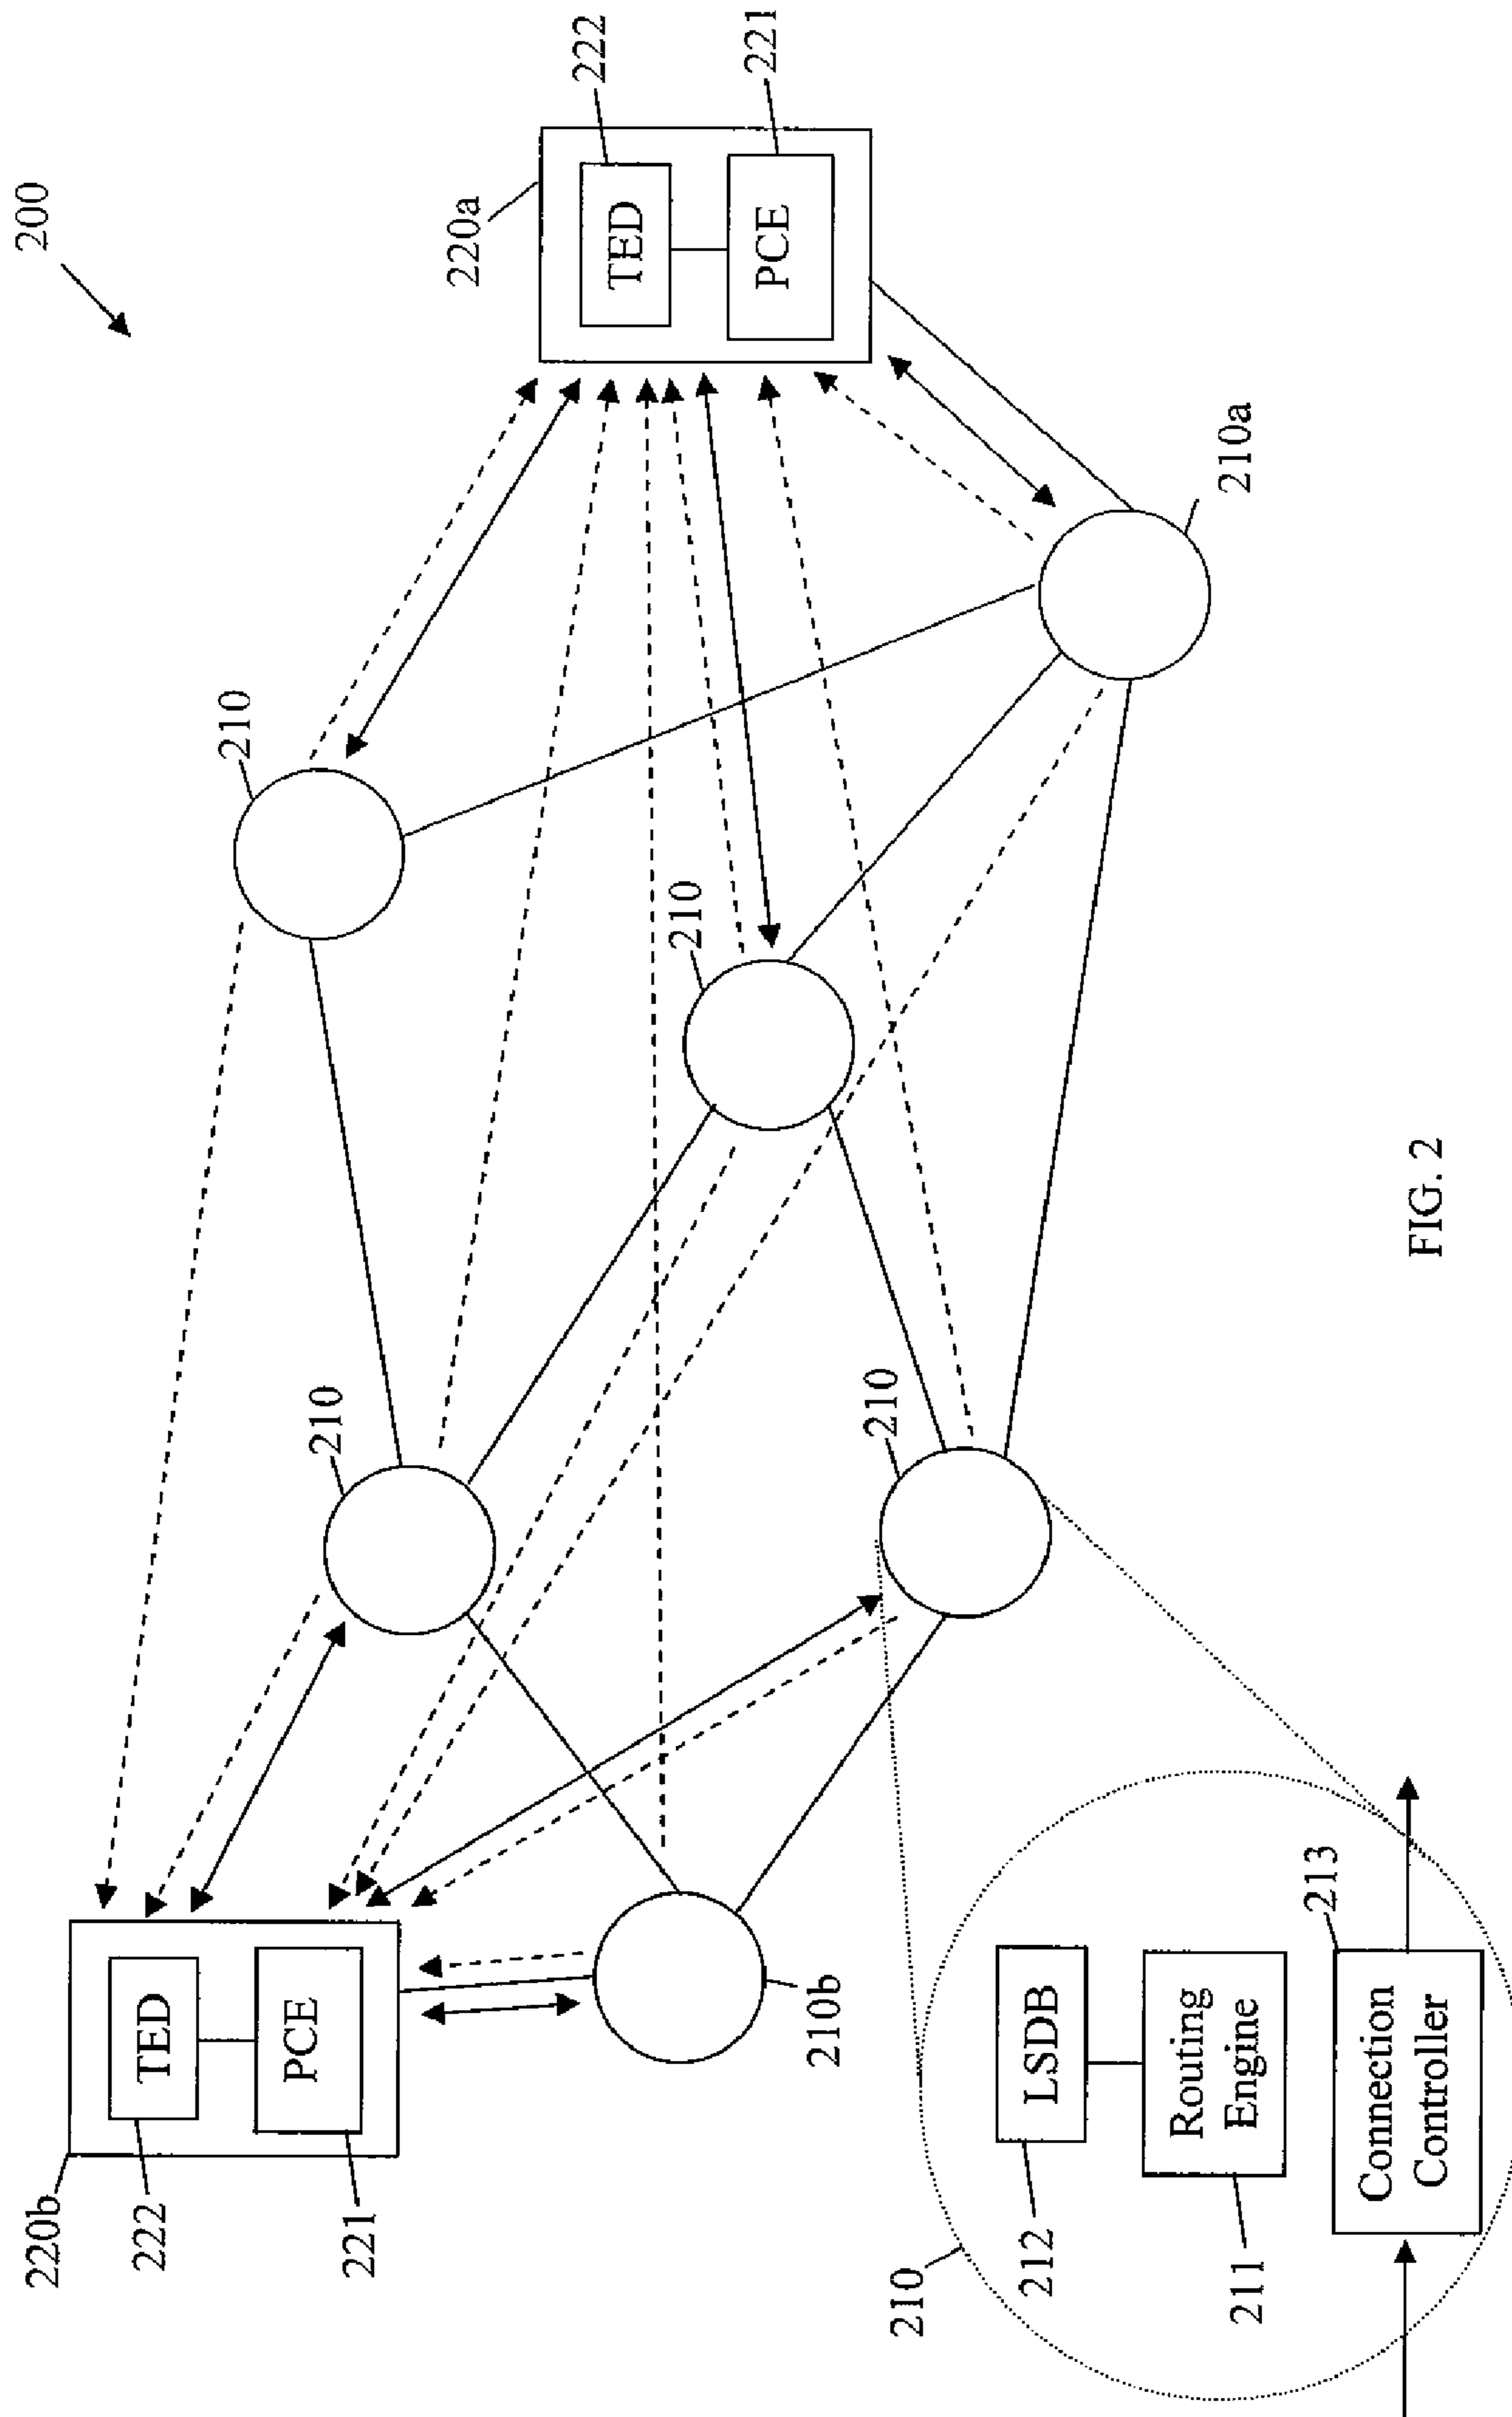 200
220b
222
TED
PCE
221
210b
210
210
210
210
210a
220a
222
TED
PCE
221
210
212
LSDB
211
Routing
Engine
213
Connection
Controller
FIG. 2